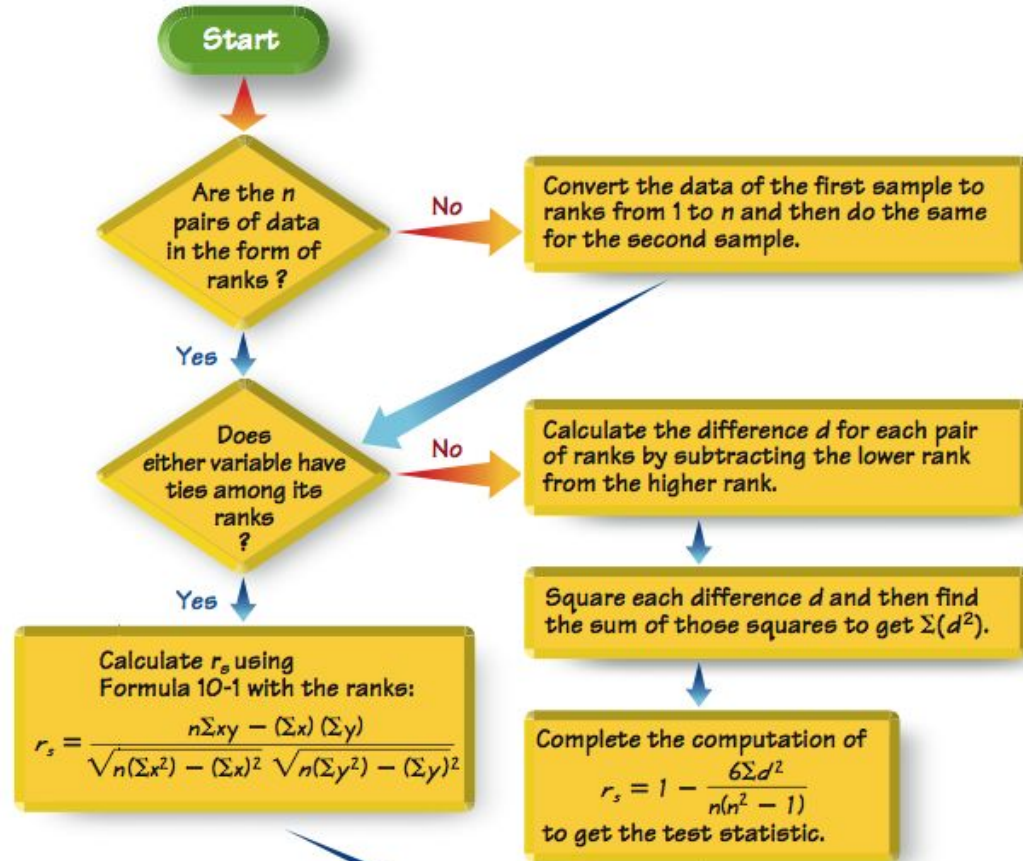 Start
Are the n
pairs of data
in the form of
ranks ?
No
Convert the data of the first sample to
ranks from 1 to n and then do the same
for the second sample.
Yes
Does
either variable have
ties among its
ranks
?
No
Calculate the difference d for each pair
of ranks by subtracting the lower rank
from the higher rank.
Square each difference d and then find
the sum of those squares to get Σ(d²).
Complete the computation of
r_s = 1 − 6Σd² / n(n² − 1)
to get the test statistic.
Yes
Calculate r_s using
Formula 10-1 with the ranks:
r_s = nΣxy − (Σx) (Σy) / √n(Σx²) − (Σx)² √n(Σy²) − (Σy)²